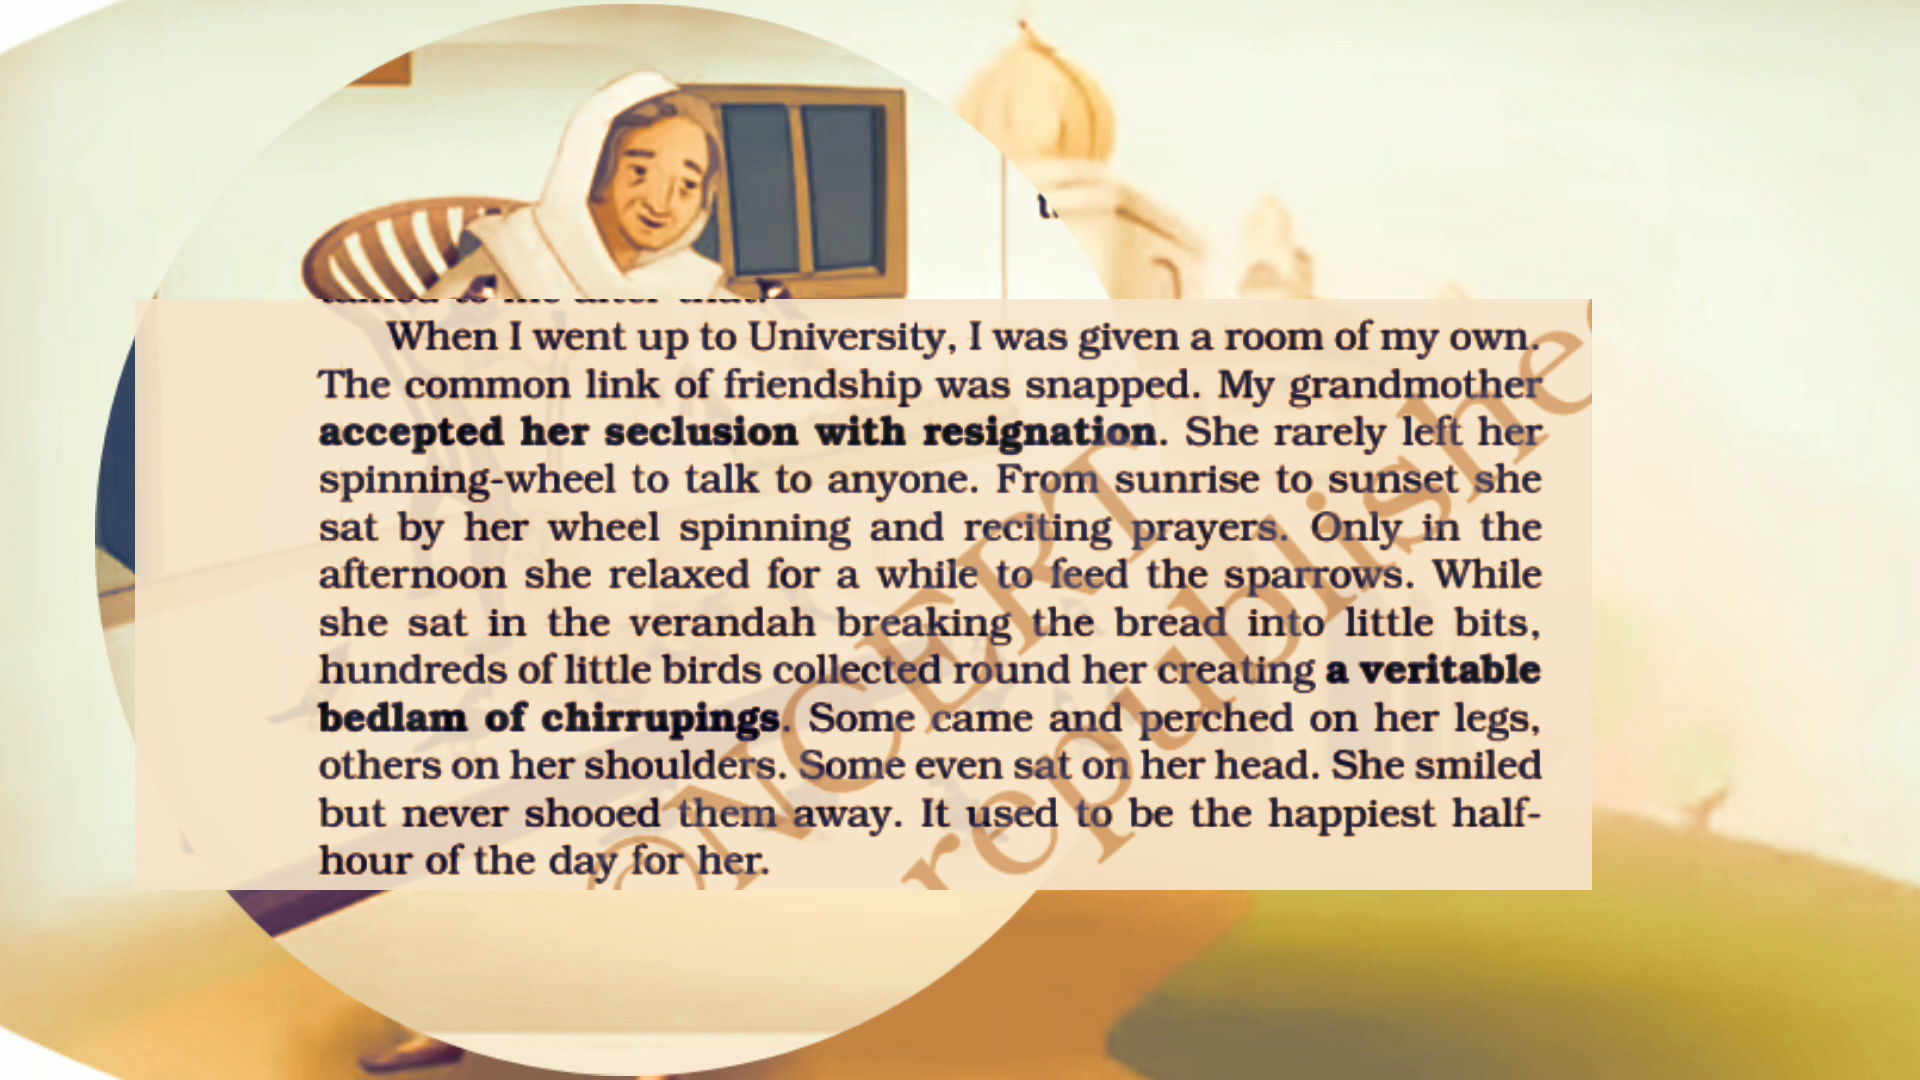 When I went up to University, I was given a room of my own.
The common link of friendship was snapped. My grandmother
accepted her seclusion with resignation. She rarely left her
spinning-wheel to talk to anyone. From sunrise to sunset she
sat by her wheel spinning and reciting prayers. Only in the
afternoon she relaxed for a while to feed the sparrows. While
she sat in the verandah breaking the bread into little bits,
hundreds of little birds collected round her creating a veritable
bedlam of chirrupings. Some came and perched on her legs,
others on her shoulders. Some even sat on her head. She smiled
but never shooed them away. It used to be the happiest half-
hour of the day for her.
©NCERT
republishe